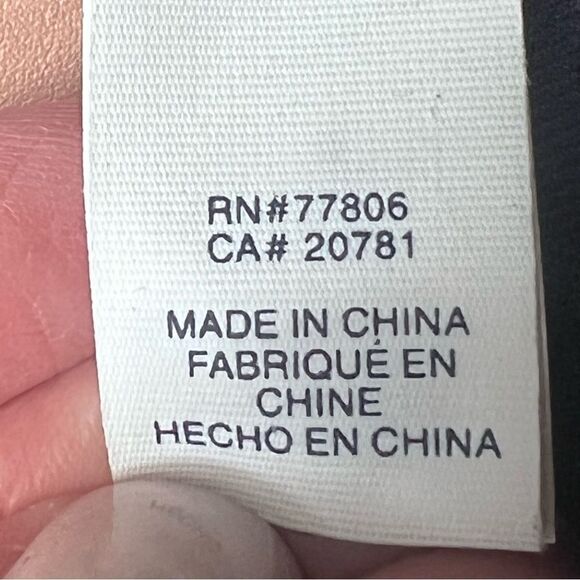 RN#77806
CA# 20781
MADE IN CHINA
FABRIQUÉ EN
CHINE
HECHO EN CHINA